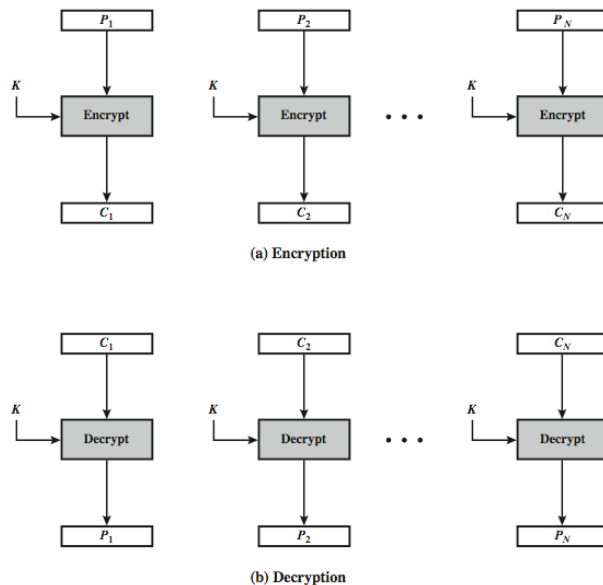 P1 P2 PN
K K K
Encrypt Encrypt • • • Encrypt
C1 C2 CN
(a) Encryption
C1 C2 CN
K K K
Decrypt Decrypt • • • Decrypt
P1 P2 PN
(b) Decryption